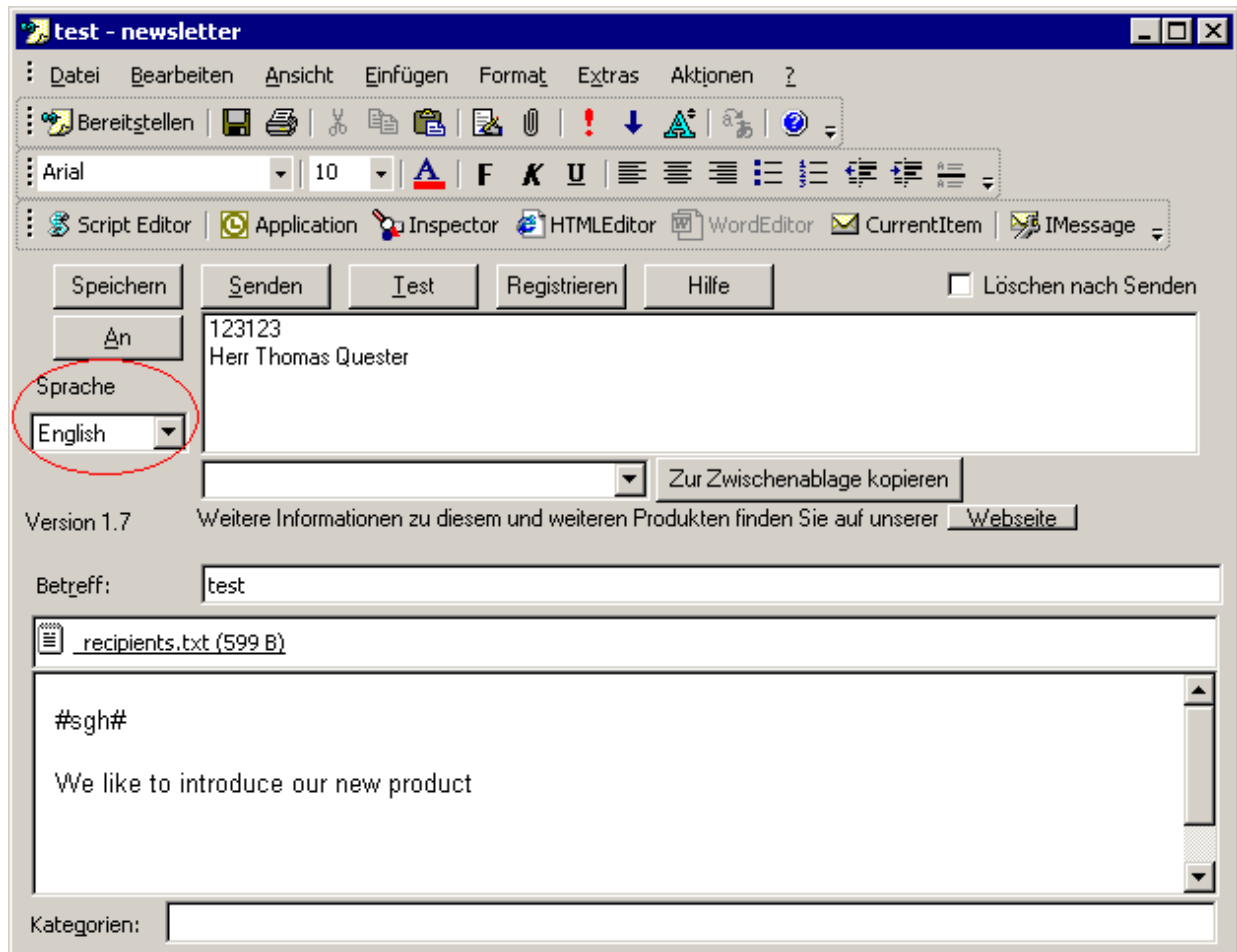 test - newsletter
Datei Bearbeiten Ansicht Einfügen Format Extras Aktionen ?
Bereitstellen
Arial 10 A F K U
Script Editor Application Inspector HTMLEditor WordEditor CurrentItem IMessage
Speichern Senden Test Registrieren Hilfe Löschen nach Senden
An
123123
Herr Thomas Quester
Sprache
English
Zur Zwischenablage kopieren
Version 1.7 Weitere Informationen zu diesem und weiteren Produkten finden Sie auf unserer Webseite
Betreff: test
_recipients.txt (599 B)
#sgh#
We like to introduce our new product
Kategorien: